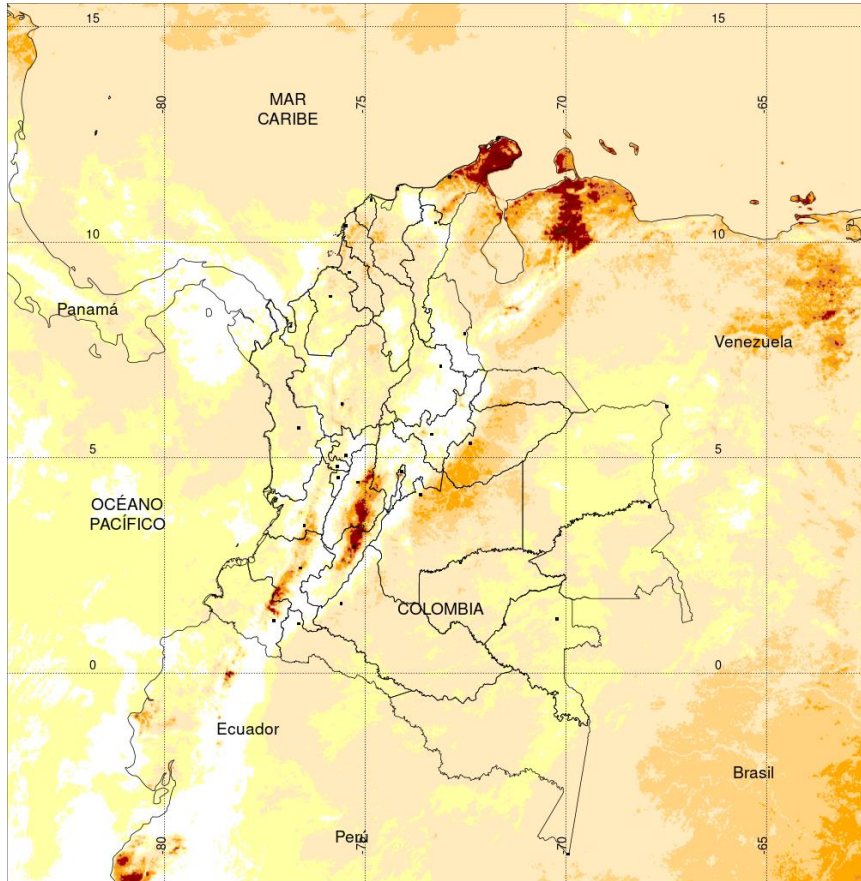 15
15
-80
-75
-70
-65
MAR
CARIBE
10
10
Panamá
Venezuela
5
5
OCÉANO
PACÍFICO
COLOMBIA
0
0
Ecuador
Brasil
Perú
-80
-75
-70
-65